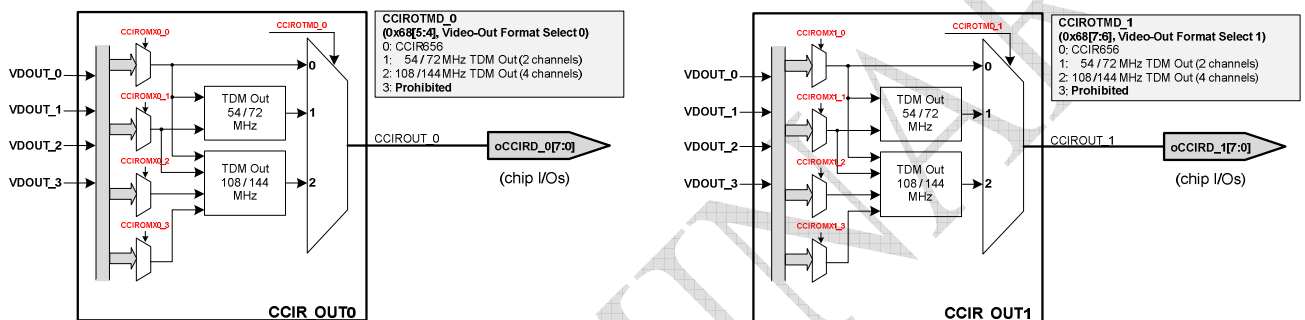 CCIROTMD_0
(0x68[5:4], Video-Out Format Select 0)
0: CCIR656
1: 54 / 72 MHz TDM Out (2 channels)
2: 108 /144 MHz TDM Out (4 channels)
3: Prohibited
CCIROMX0_0
CCIROTMD_0
VDOUT_0
VDOUT_1
VDOUT_2
VDOUT_3
CCIROMX0_1
CCIROMX0_2
CCIROMX0_3
TDM Out
54 / 72
MHz
TDM Out
108 / 144
MHz
0
1
2
CCIROUT_0
oCCIRD_0[7:0]
(chip I/Os)
CCIR OUT0
CCIROTMD_1
(0x68[7:6], Video-Out Format Select 1)
0: CCIR656
1: 54 / 72 MHz TDM Out (2 channels)
2: 108 /144 MHz TDM Out (4 channels)
3: Prohibited
CCIROMX1_0
CCIROTMD_1
VDOUT_0
VDOUT_1
VDOUT_2
VDOUT_3
CCIROMX1_1
CCIROMX1_2
CCIROMX1_3
TDM Out
54 / 72
MHz
TDM Out
108 / 144
MHz
0
1
2
CCIROUT_1
oCCIRD_1[7:0]
(chip I/Os)
CCIR OUT1